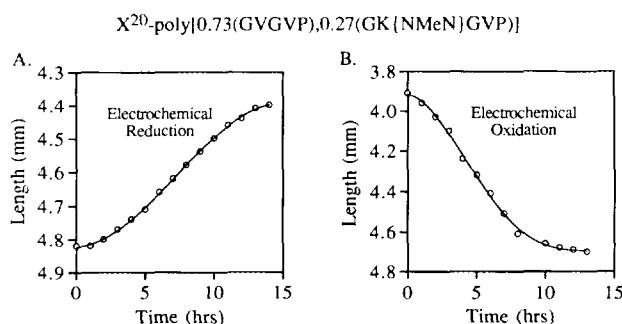 X²⁰-poly[0.73(GVGVP),0.27(GK{NMeN}GVP)]
A.
4.3
4.4
4.5
4.6
4.7
4.8
4.9
Length (mm)
Electrochemical
Reduction
0
5
10
15
Time (hrs)
B.
3.8
4.0
4.2
4.4
4.6
4.8
Length (mm)
Electrochemical
Oxidation
0
5
10
15
Time (hrs)